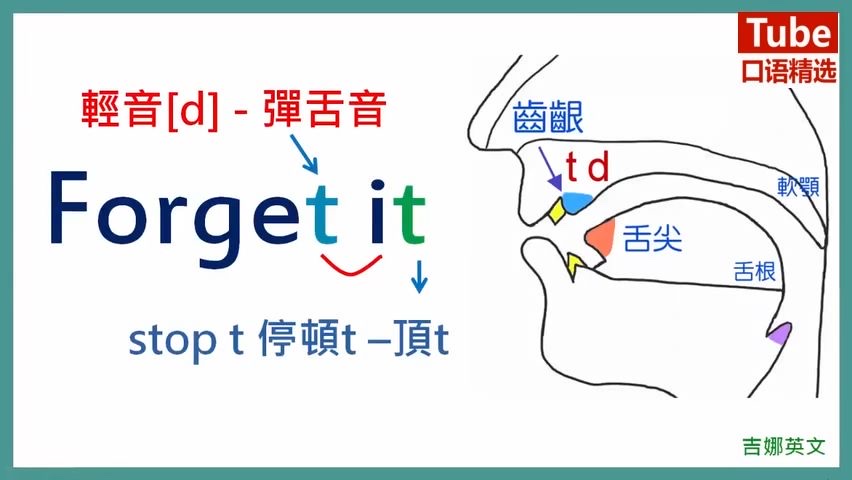 Tube
口语精选
輕音[d] - 彈舌音
Forget it
stop t 停頓t –頂t
齒齦
t d
軟顎
舌尖
舌根
吉娜英文